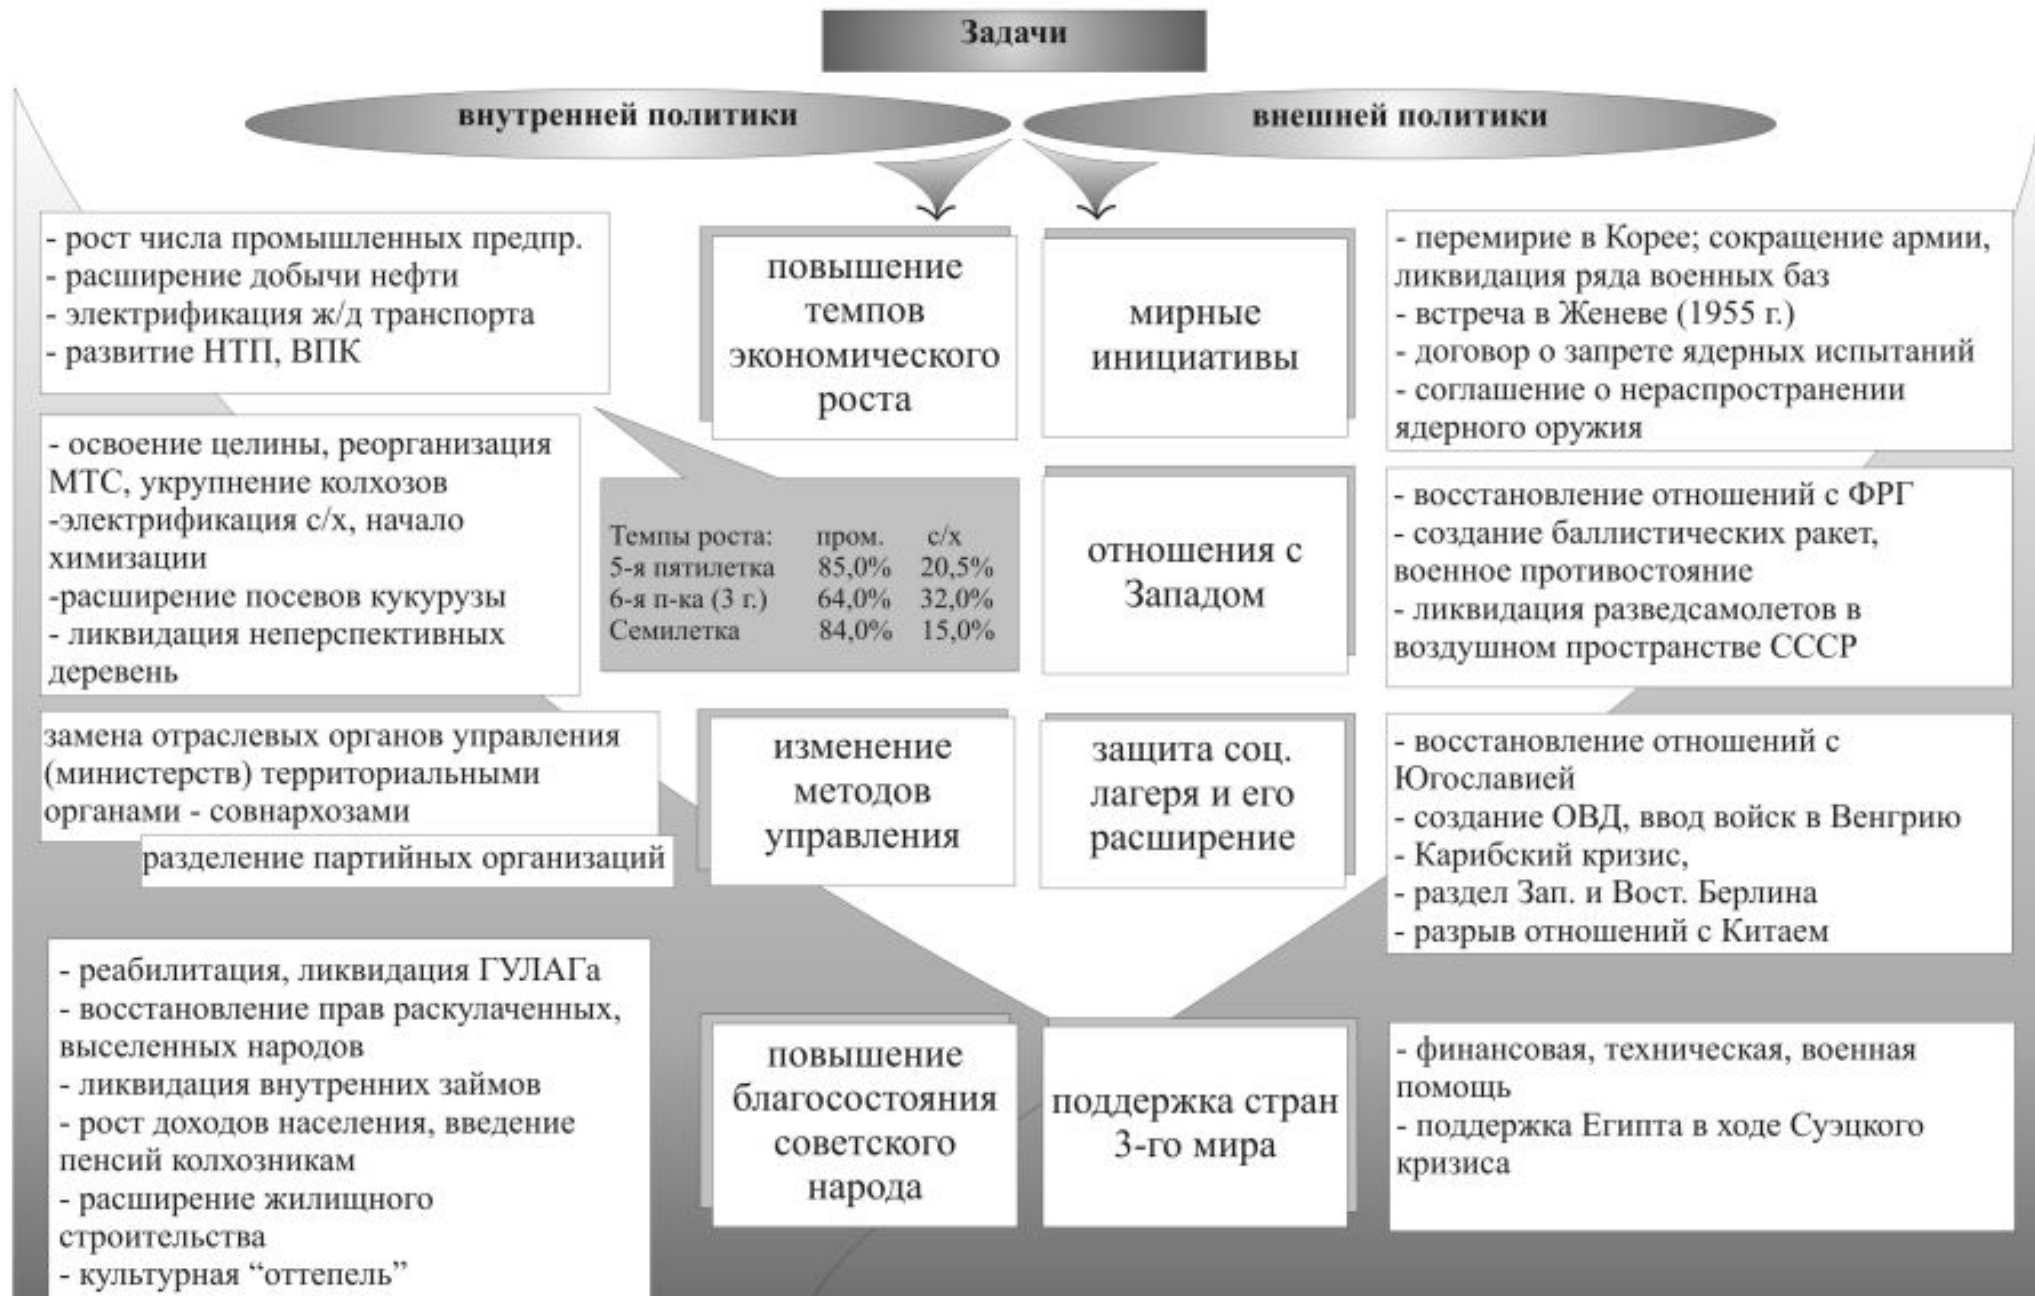 Задачи
внутренней политики
внешней политики
- рост числа промышленных предпр.
- расширение добычи нефти
- электрификация ж/д транспорта
- развитие НТП, ВПК
повышение
темпов
экономического
роста
мирные
инициативы
- перемирие в Корее; сокращение армии,
ликвидация ряда военных баз
- встреча в Женеве (1955 г.)
- договор о запрете ядерных испытаний
- соглашение о нераспространении
ядерного оружия
- освоение целины, реорганизация
МТС, укрупнение колхозов
-электрификация с/х, начало
химизации
-расширение посевов кукурузы
- ликвидация неперспективных
деревень
Темпы роста: пром. с/х
5-я пятилетка 85,0% 20,5%
6-я п-ка (3 г.) 64,0% 32,0%
Семилетка 84,0% 15,0%
отношения с
Западом
- восстановление отношений с ФРГ
- создание баллистических ракет,
военное противостояние
- ликвидация разведсамолетов в
воздушном пространстве СССР
замена отраслевых органов управления
(министерств) территориальными
органами - совнархозами
разделение партийных организаций
изменение
методов
управления
защита соц.
лагеря и его
расширение
- восстановление отношений с
Югославией
- создание ОВД, ввод войск в Венгрию
- Карибский кризис,
- раздел Зап. и Вост. Берлина
- разрыв отношений с Китаем
- реабилитация, ликвидация ГУЛАГа
- восстановление прав раскулаченных,
выселенных народов
- ликвидация внутренних займов
- рост доходов населения, введение
пенсий колхозникам
- расширение жилищного
строительства
- культурная “оттепель”
повышение
благосостояния
советского
народа
поддержка стран
3-го мира
- финансовая, техническая, военная
помощь
- поддержка Египта в ходе Суэцкого
кризиса